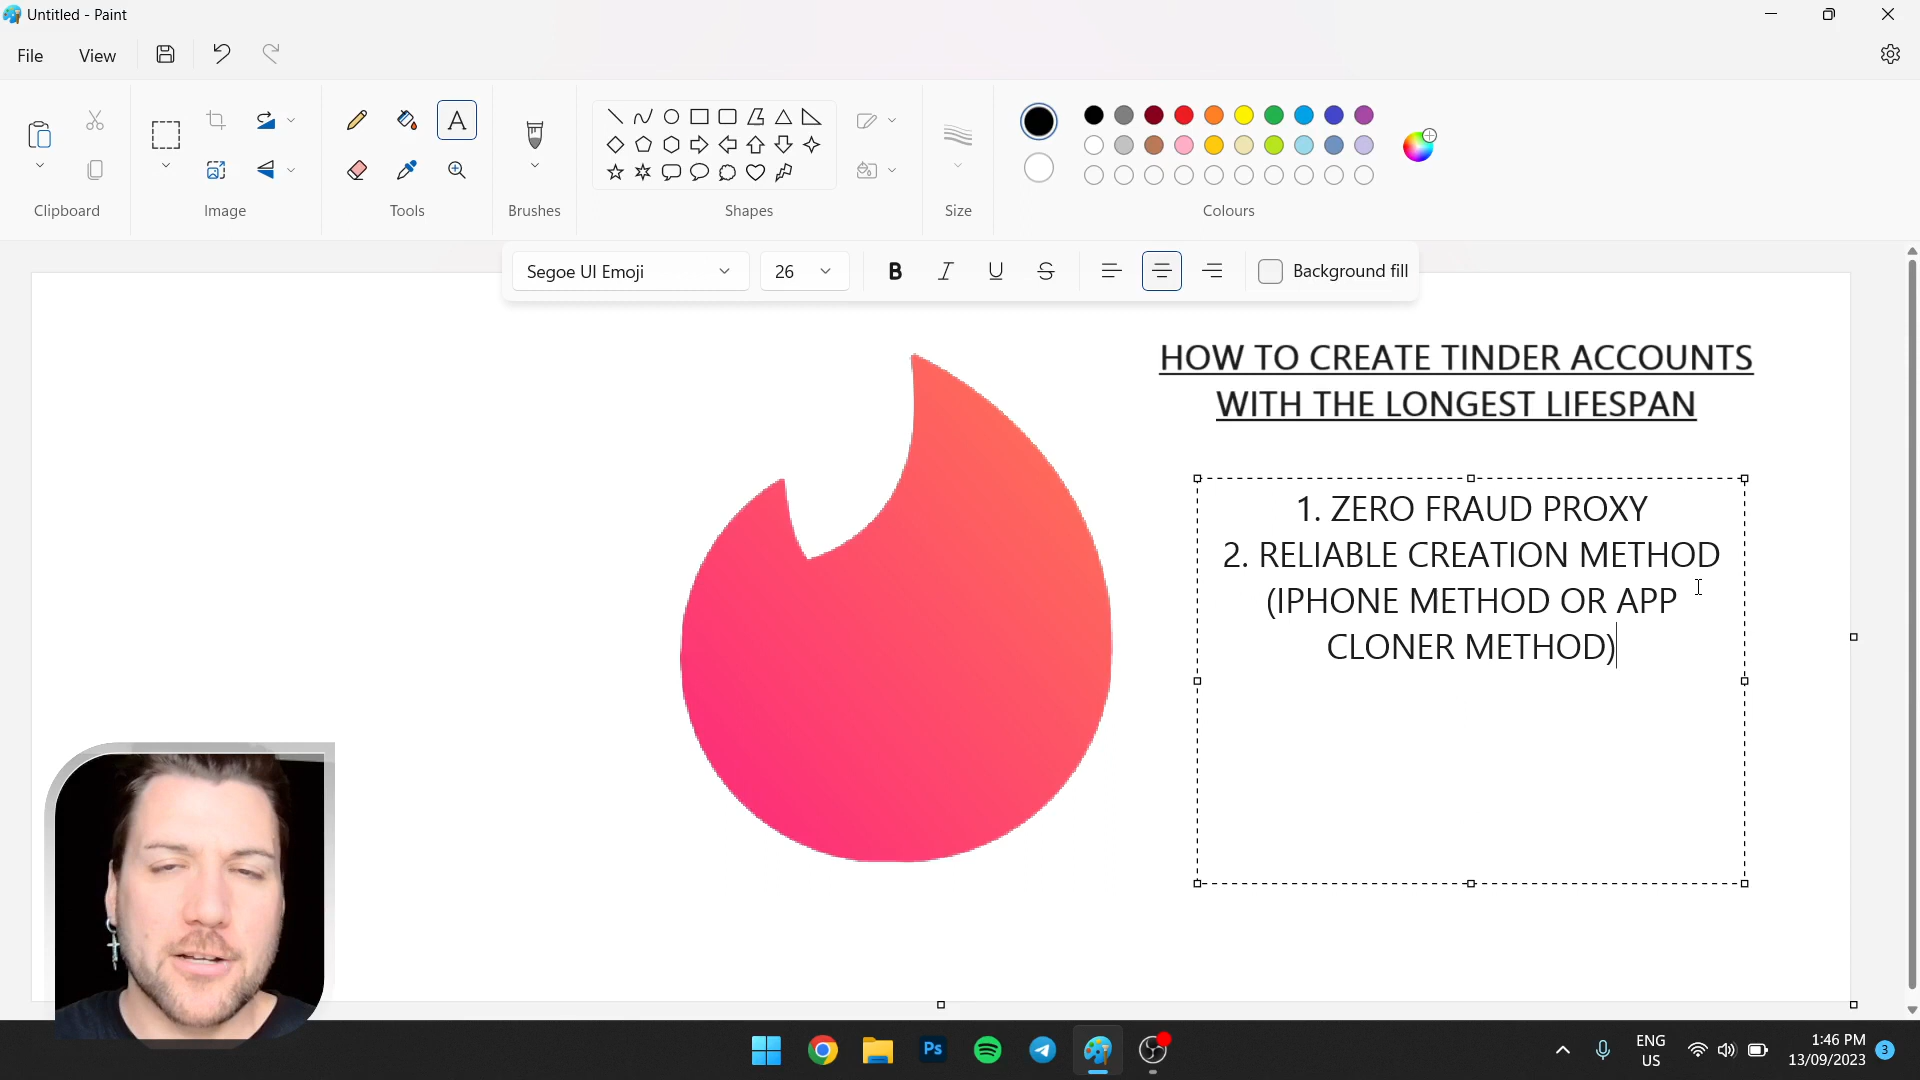 Untitled - Paint
File
View
Clipboard
Image
Tools
Brushes
Shapes
Size
Colours
Segoe UI Emoji
26
B
I
U
S
Background fill
HOW TO CREATE TINDER ACCOUNTS
WITH THE LONGEST LIFESPAN
1. ZERO FRAUD PROXY
2. RELIABLE CREATION METHOD
(IPHONE METHOD OR APP
CLONER METHOD)
Ps
ENG
US
1:46 PM
13/09/2023
3